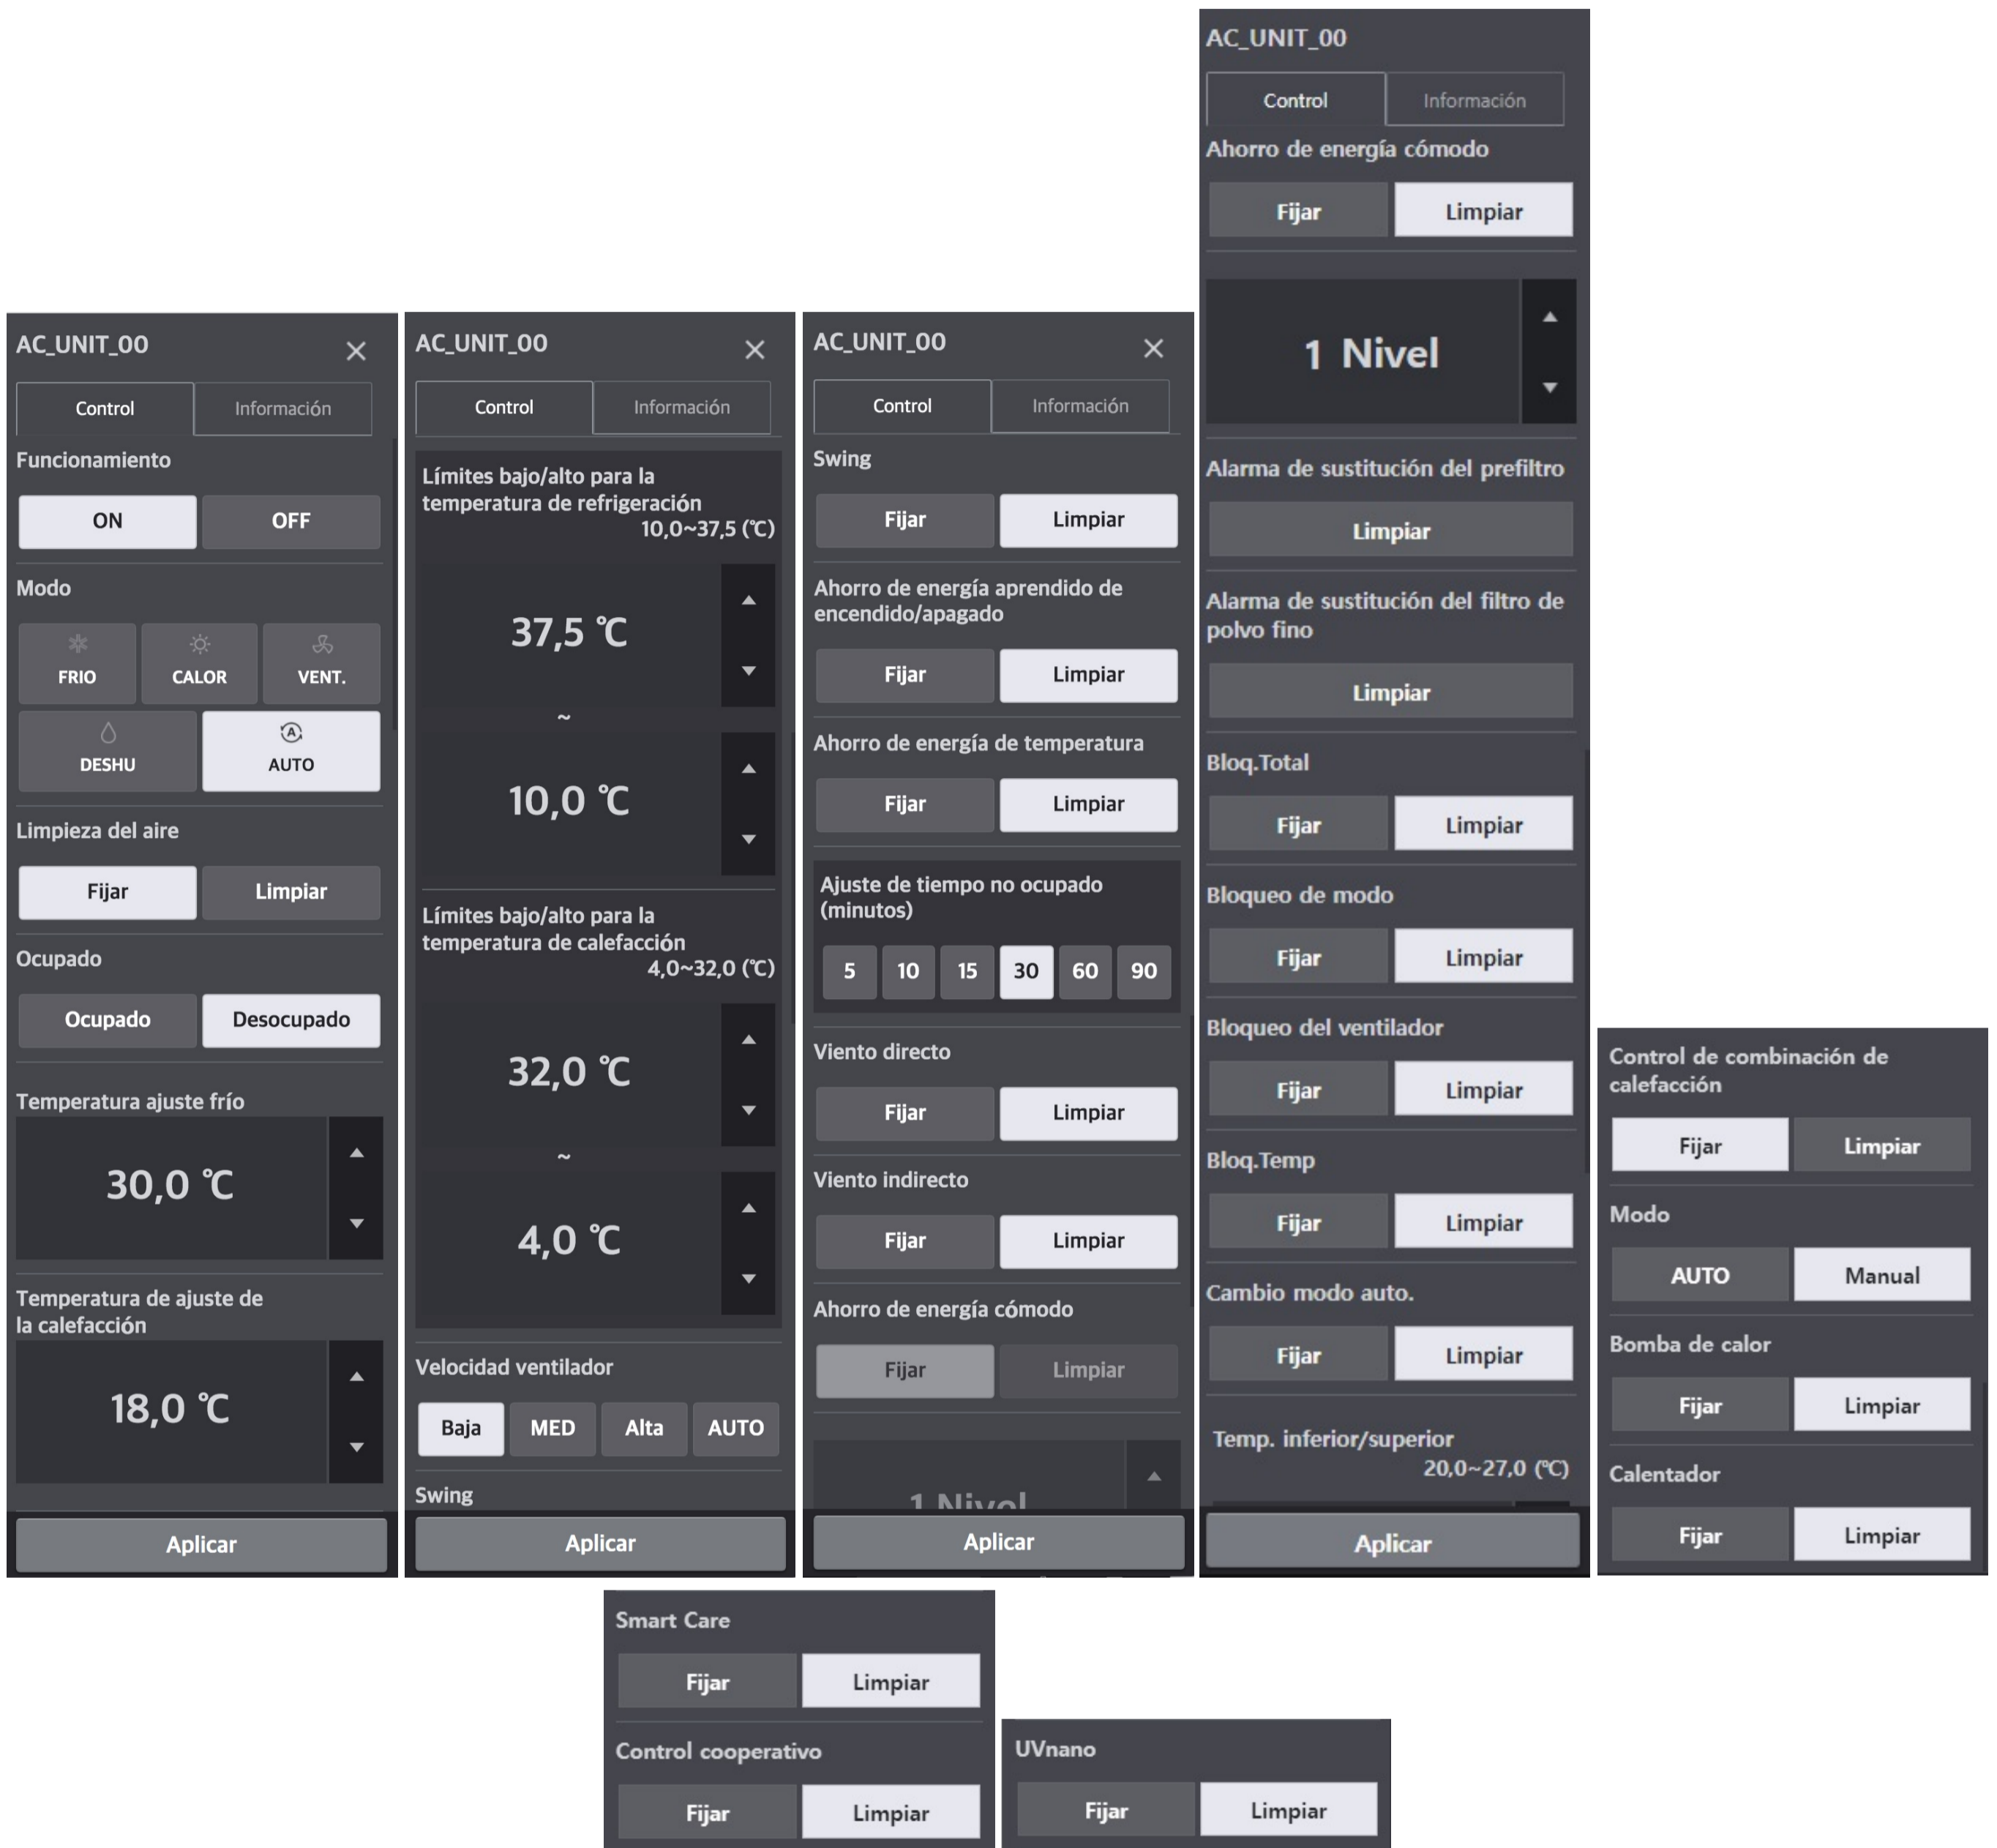 AC_UNIT_00
Control Información
Funcionamiento
ON OFF
Modo
FRIO CALOR VENT.
DESHU AUTO
Limpieza del aire
Fijar Limpiar
Ocupado
Ocupado Desocupado
Temperatura ajuste frío
30,0 °C
Temperatura de ajuste de
la calefacción
18,0 °C
Aplicar
AC_UNIT_00
Control Información
Límites bajo/alto para la
temperatura de refrigeración
10,0~37,5 (°C)
37,5 °C
~
10,0 °C
Límites bajo/alto para la
temperatura de calefacción
4,0~32,0 (°C)
32,0 °C
~
4,0 °C
Velocidad ventilador
Baja MED Alta AUTO
Swing
Aplicar
AC_UNIT_00
Control Información
Swing
Fijar Limpiar
Ahorro de energía aprendido de
encendido/apagado
Fijar Limpiar
Ahorro de energía de temperatura
Fijar Limpiar
Ajuste de tiempo no ocupado
(minutos)
5 10 15 30 60 90
Viento directo
Fijar Limpiar
Viento indirecto
Fijar Limpiar
Ahorro de energía cómodo
Fijar Limpiar
1 Nivel
Aplicar
AC_UNIT_00
Control Información
Ahorro de energía cómodo
Fijar Limpiar
1 Nivel
Alarma de sustitución del prefiltro
Limpiar
Alarma de sustitución del filtro de
polvo fino
Limpiar
Bloq.Total
Fijar Limpiar
Bloqueo de modo
Fijar Limpiar
Bloqueo del ventilador
Fijar Limpiar
Bloq.Temp
Fijar Limpiar
Cambio modo auto.
Fijar Limpiar
Temp. inferior/superior
20,0~27,0 (°C)
Aplicar
Control de combinación de
calefacción
Fijar Limpiar
Modo
AUTO Manual
Bomba de calor
Fijar Limpiar
Calentador
Fijar Limpiar
Smart Care
Fijar Limpiar
Control cooperativo
Fijar Limpiar
UVnano
Fijar Limpiar